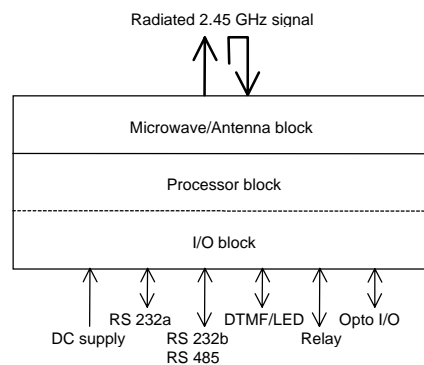 Radiated 2.45 GHz signal
Microwave/Antenna block
Processor block
I/O block
RS 232a
DTMF/LED
Opto I/O
DC supply
RS 232b
Relay
RS 485